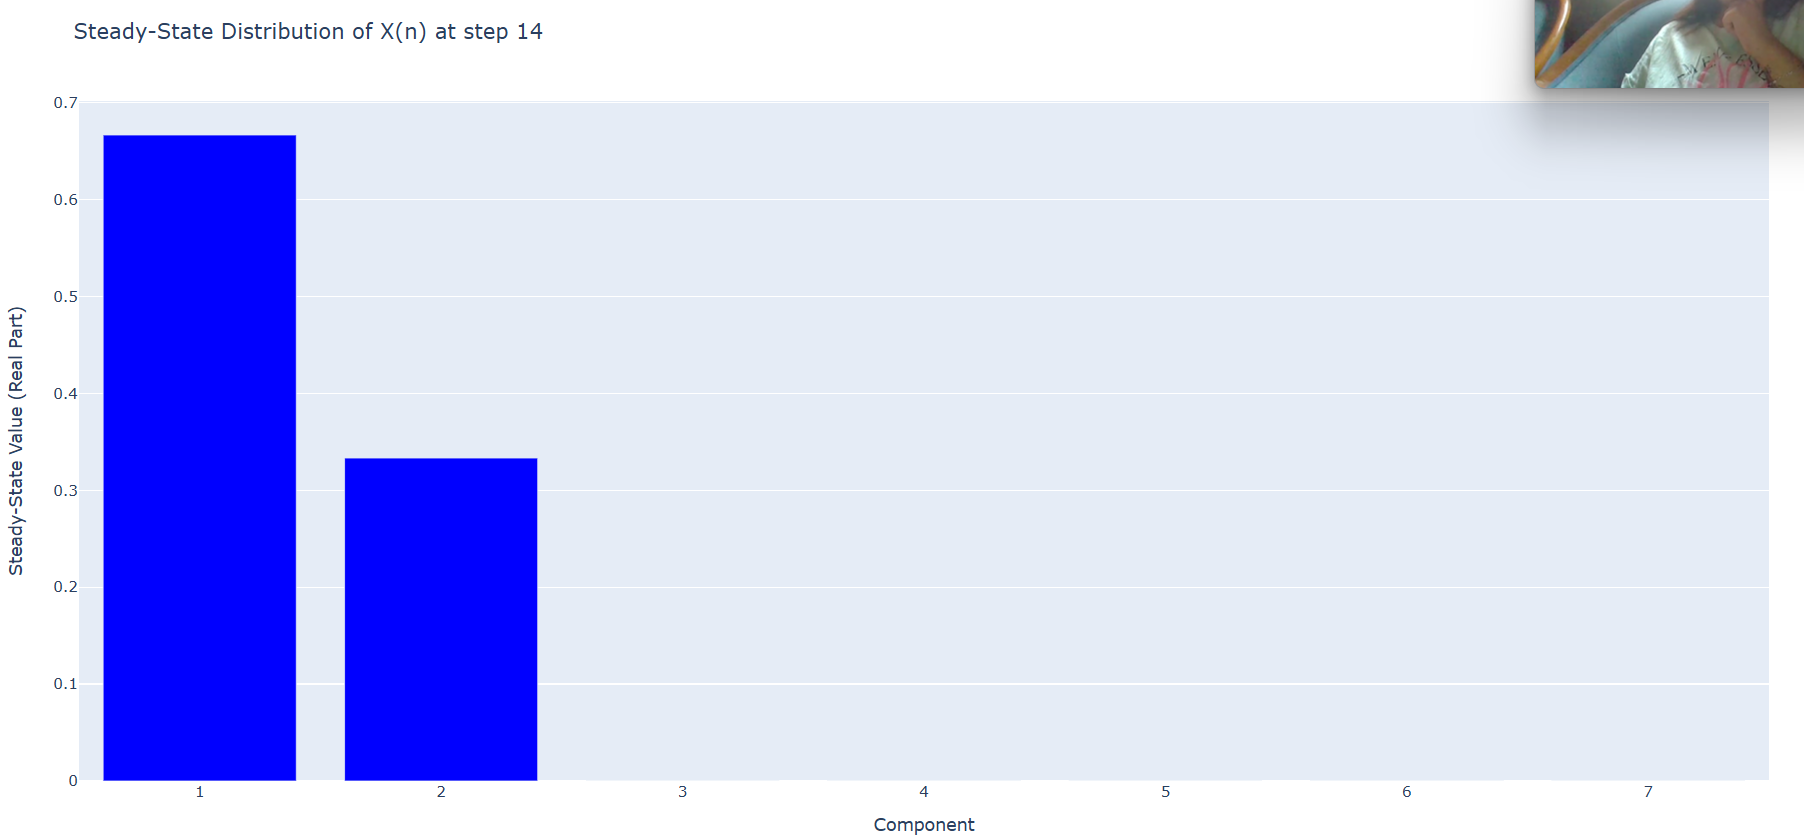 Steady-State Distribution of X(n) at step 14
0.7
0.6
0.5
0.4
0.3
0.2
0.1
0
Steady-State Value (Real Part)
1 2 3 4 5 6 7
Component